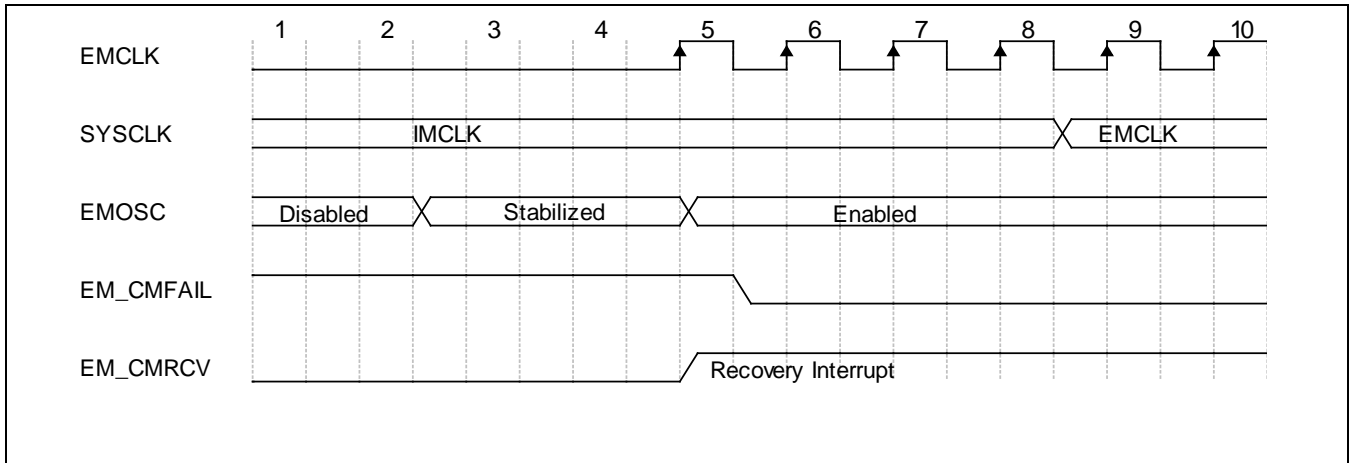 1 2 3 4 5 6 7 8 9 10
EMCLK
SYSCLK IMCLK EMCLK
EMOSC Disabled Stabilized Enabled
EM_CMFAIL
EM_CMRCV Recovery Interrupt